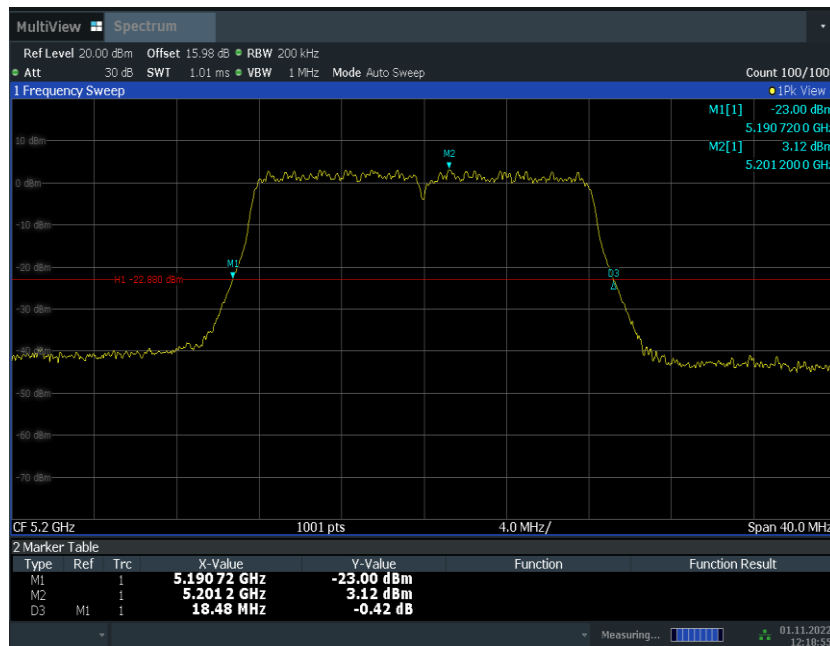 MultiView Spectrum
Ref Level 20.00 dBm Offset 15.98 dB RBW 200 kHz
Att 30 dB SWT 1.01 ms VBW 1 MHz Mode Auto Sweep Count 100/100
1 Frequency Sweep 1Pk View
M1[1] -23.00 dBm
5.190 720 0 GHz
10 dBm
M2[1] 3.12 dBm
M2
5.201 200 0 GHz
0 dBm
-10 dBm
-20 dBm
M1
D3
H1 -22.880 dBm
-30 dBm
-40 dBm
-50 dBm
-60 dBm
-70 dBm
CF 5.2 GHz 1001 pts 4.0 MHz/ Span 40.0 MHz
2 Marker Table
Type Ref Trc X-Value Y-Value Function Function Result
M1 1 5.190 72 GHz -23.00 dBm
M2 1 5.201 2 GHz 3.12 dBm
D3 M1 1 18.48 MHz -0.42 dB
Measuring... 01.11.2022
12:18:55